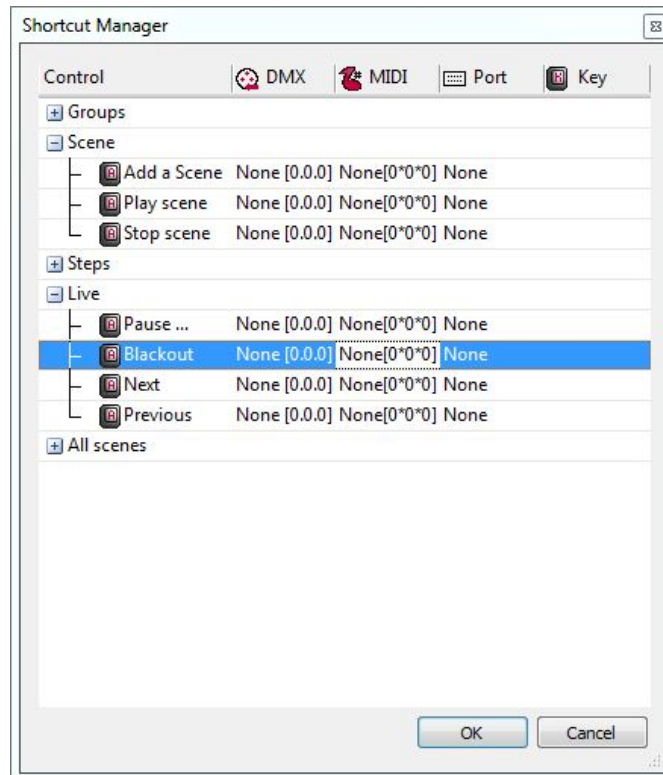 Shortcut Manager
Control DMX MIDI Port Key
Groups
Scene
Add a Scene None [0.0.0] None[0*0*0] None
Play scene None [0.0.0] None[0*0*0] None
Stop scene None [0.0.0] None[0*0*0] None
Steps
Live
Pause ... None [0.0.0] None[0*0*0] None
Blackout None [0.0.0] None[0*0*0] None
Next None [0.0.0] None[0*0*0] None
Previous None [0.0.0] None[0*0*0] None
All scenes
OK Cancel